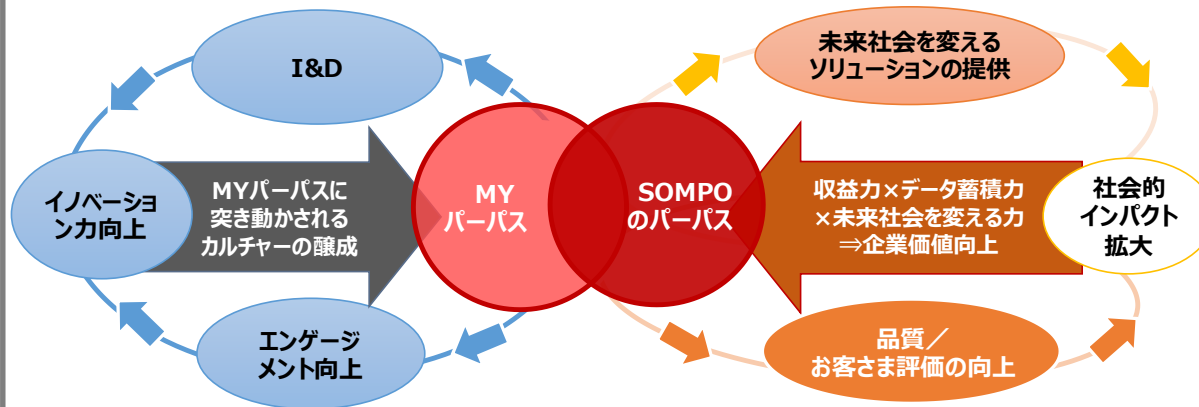 I&D
未来社会を変える
ソリューションの提供
イノベーショ
ン力向上
MYパーパスに
突き動かされる
カルチャーの醸成
MY
パーパス
SOMPO
のパーパス
収益力×データ蓄積力
×未来社会を変える力
⇒企業価値向上
社会的
インパクト
拡大
エンゲージ
メント向上
品質／
お客さま評価の向上